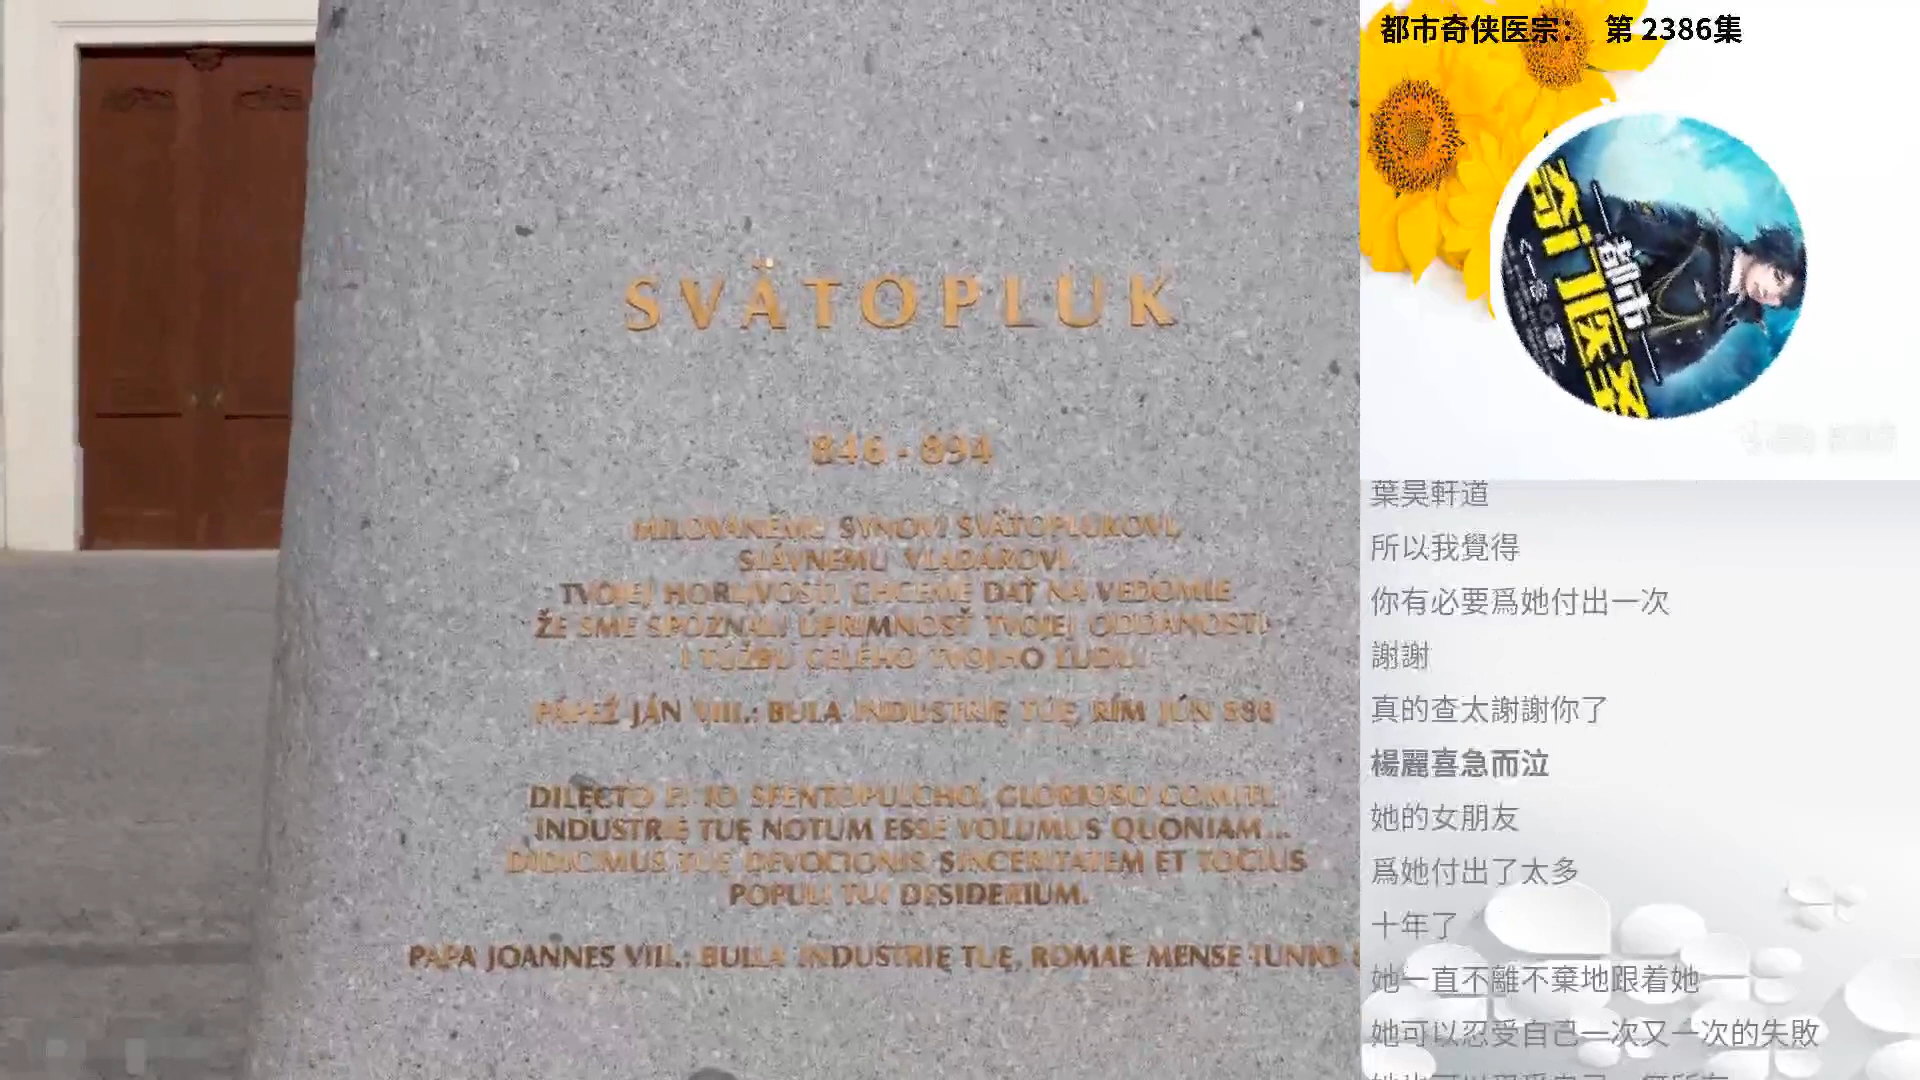 SVÄTOPLUK
846 - 894
MILOVANÉMU SYNOVI SVÄTOPLUKOVI,
SLÁVNEMU VLADÁROVI.
TVOJEJ HORLIVOSTI CHCEME DAŤ NA VEDOMIE
ŽE SME SPOZNALI ÚPRIMNOSŤ TVOJEJ ODDANOSTI
I TÚŽBU CELÉHO TVOJHO ĽUDU.
PÁPEŽ JÁN VIII.: BULA INDUSTRIĘ TUĘ, RÍM JÚN 880
DILĘCTO FILIO SFENTOPULCHO, GLORIOSO COMITI.
INDUSTRIĘ TUĘ NOTUM ESSE VOLUMUS QUONIAM...
DIDICIMUS TUĘ DEVOCIONIS SINCERITATEM ET TOCIUS
POPULI TUI DESIDERIUM.
PAPA JOANNES VIII.: BULLA INDUSTRIĘ TUĘ, ROMAE MENSE IUNIO
都市奇侠医宗： 第 2386集
奇门医圣
都市
葉昊軒道
所以我覺得
你有必要爲她付出一次
謝謝
真的查太謝謝你了
楊麗喜急而泣
她的女朋友
爲她付出了太多
十年了
她一直不離不棄地跟着她
她可以忍受自己一次又一次的失敗